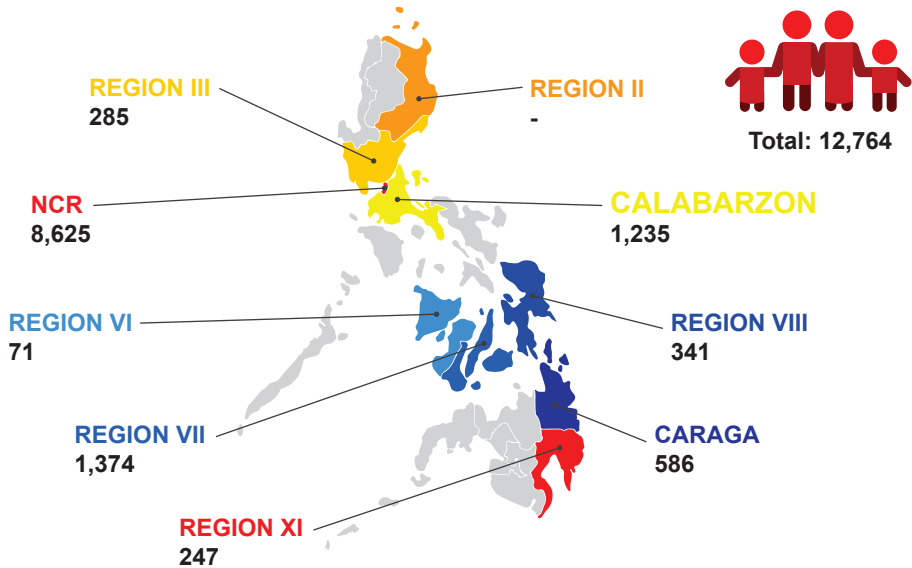 REGION III
285
REGION II
-
Total: 12,764
NCR
8,625
CALABARZON
1,235
REGION VI
71
REGION VIII
341
REGION VII
1,374
CARAGA
586
REGION XI
247